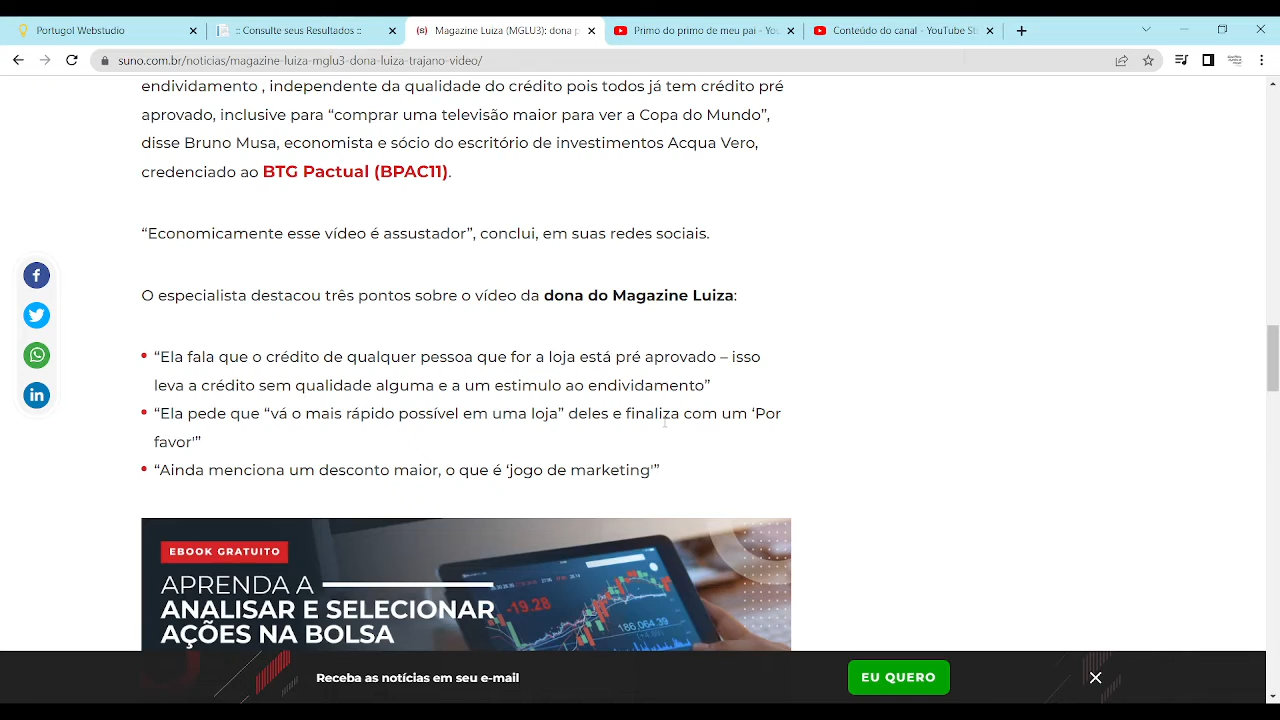 Portugol Webstudio
:: Consulte seus Resultados ::
Magazine Luiza (MGLU3): dona p
Primo do primo de meu pai - You
Conteúdo do canal - YouTube St
suno.com.br/noticias/magazine-luiza-mglu3-dona-luiza-trajano-video/
endividamento , independente da qualidade do crédito pois todos já tem crédito pré
aprovado, inclusive para “comprar uma televisão maior para ver a Copa do Mundo”,
disse Bruno Musa, economista e sócio do escritório de investimentos Acqua Vero,
credenciado ao BTG Pactual (BPAC11).
“Economicamente esse vídeo é assustador”, conclui, em suas redes sociais.
O especialista destacou três pontos sobre o vídeo da dona do Magazine Luiza:
“Ela fala que o crédito de qualquer pessoa que for a loja está pré aprovado – isso
leva a crédito sem qualidade alguma e a um estimulo ao endividamento”
“Ela pede que “vá o mais rápido possível em uma loja” deles e finaliza com um ‘Por
favor'”
“Ainda menciona um desconto maior, o que é ‘jogo de marketing'”
EBOOK GRATUITO
APRENDA A
ANALISAR E SELECIONAR
AÇÕES NA BOLSA
-19.28
186,064.39
Receba as notícias em seu e-mail
EU QUERO